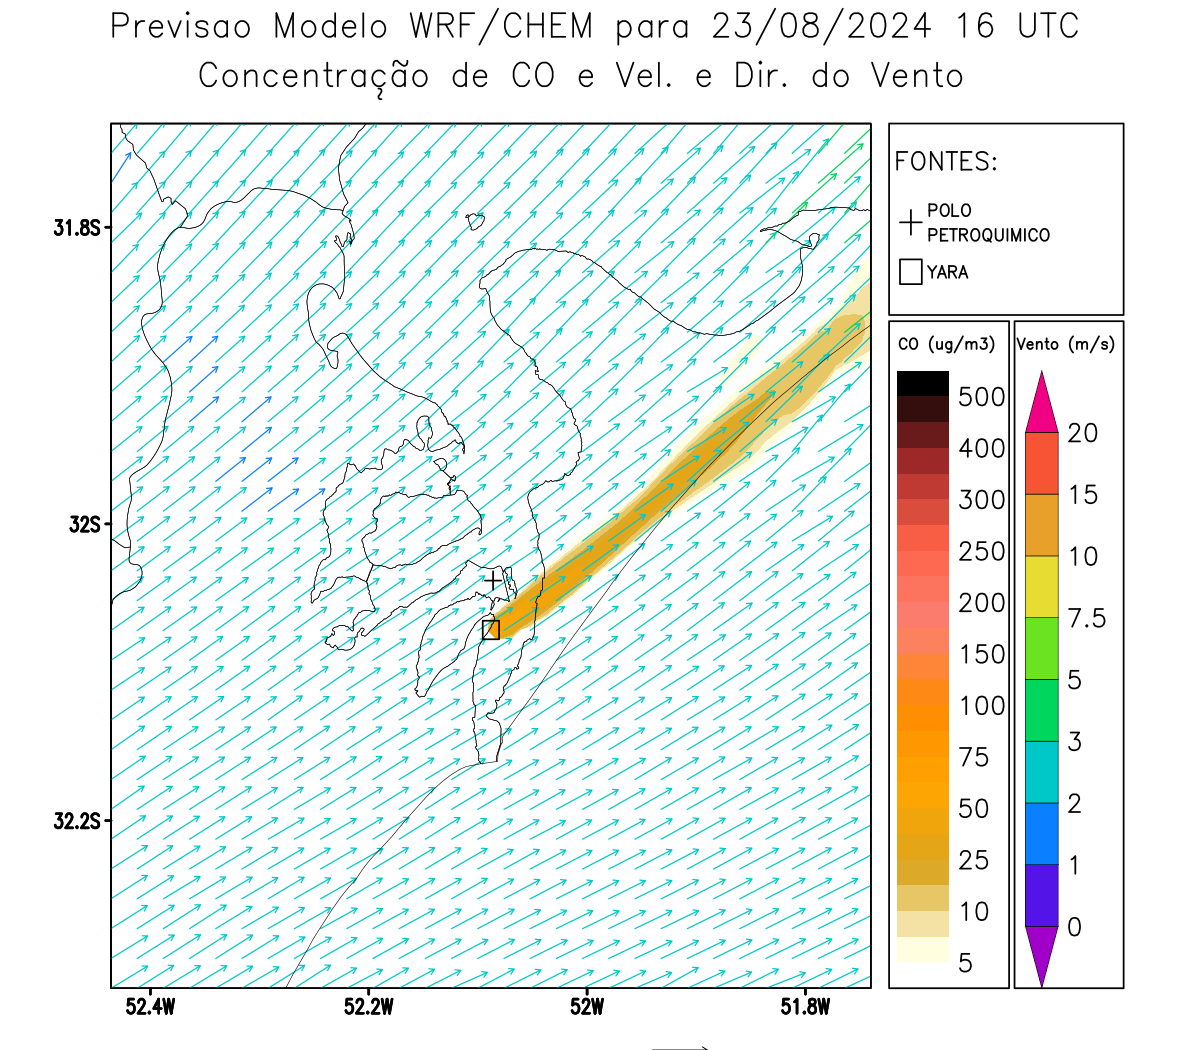 Previsao Modelo WRF/CHEM para 23/08/2024 16 UTC
Concentração de CO e Vel. e Dir. do Vento
FONTES:
POLO
PETROQUIMICO
YARA
CO (ug/m3)
500
400
300
250
200
150
100
75
50
25
10
5
Vento (m/s)
20
15
10
7.5
5
3
2
1
0
31.8S
32S
32.2S
52.4W
52.2W
52W
51.8W